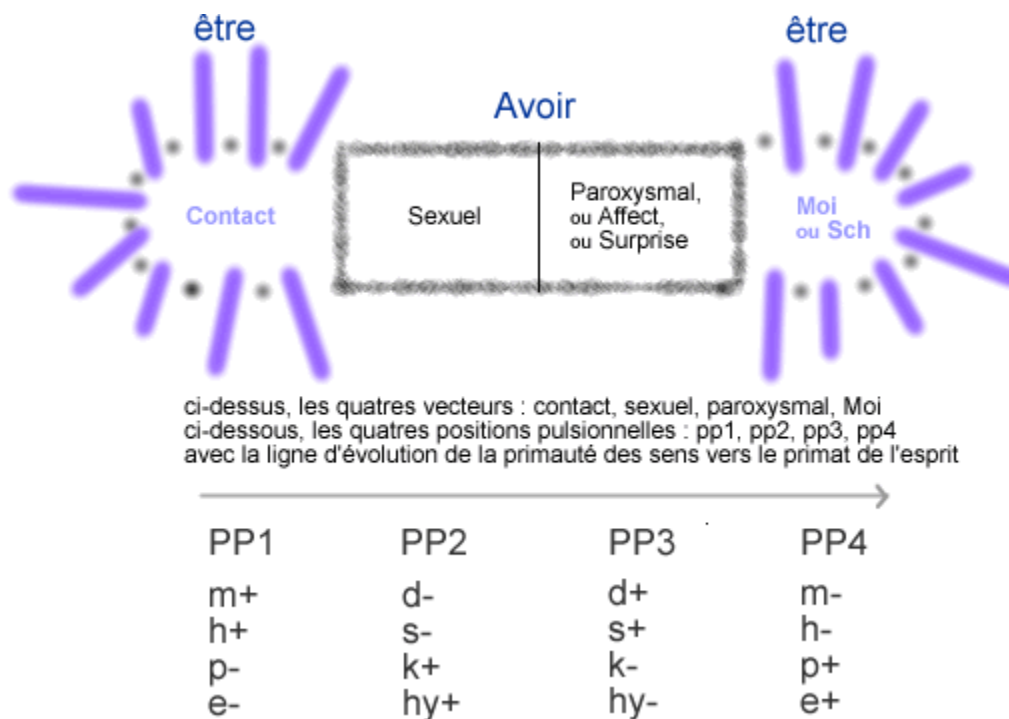 être
être
Avoir
Contact
Sexuel
Paroxysmal,
ou Affect,
ou Surprise
Moi
ou Sch
ci-dessus, les quatres vecteurs : contact, sexuel, paroxysmal, Moi
ci-dessous, les quatres positions pulsionnelles : pp1, pp2, pp3, pp4
avec la ligne d'évolution de la primauté des sens vers le primat de l'esprit
PP1 PP2 PP3 PP4
m+ d- d+ m-
h+ s- s+ h-
p- k+ k- p+
e- hy+ hy- e+